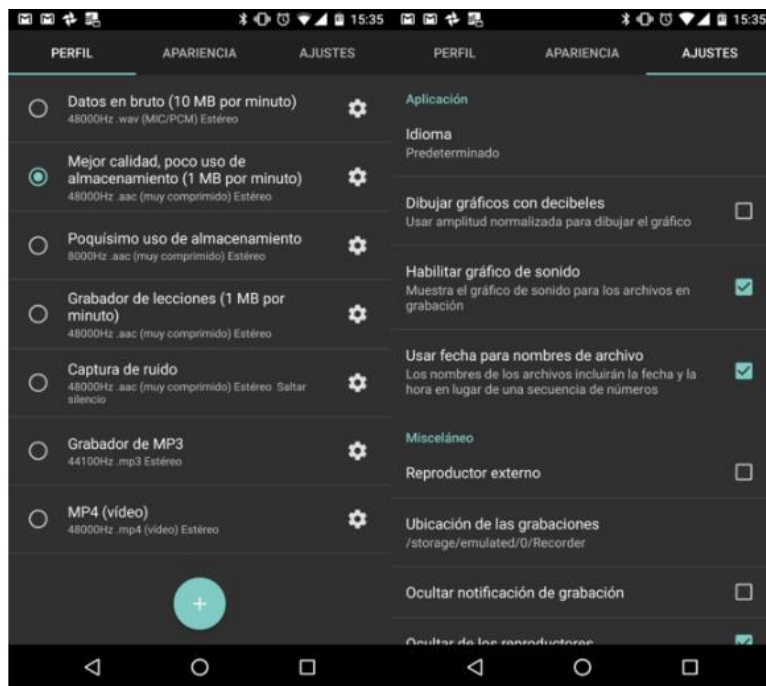 15:35
PERFIL APARIENCIA AJUSTES
Datos en bruto (10 MB por minuto)
48000Hz .wav (MIC/PCM) Estéreo
Mejor calidad, poco uso de
almacenamiento (1 MB por minuto)
48000Hz .aac (muy comprimido) Estéreo
Poquísimo uso de almacenamiento
8000Hz .aac (muy comprimido) Estéreo
Grabador de lecciones (1 MB por
minuto)
48000Hz .aac (muy comprimido) Estéreo
Captura de ruido
48000Hz .aac (muy comprimido) Estéreo Saltar
silencio
Grabador de MP3
44100Hz .mp3 Estéreo
MP4 (vídeo)
48000Hz .mp4 (vídeo) Estéreo
15:35
PERFIL APARIENCIA AJUSTES
Aplicación
Idioma
Predeterminado
Dibujar gráficos con decibeles
Usar amplitud normalizada para dibujar el gráfico
Habilitar gráfico de sonido
Muestra el gráfico de sonido para los archivos en
grabación
Usar fecha para nombres de archivo
Los nombres de los archivos incluirán la fecha y la
hora en lugar de una secuencia de números
Misceláneo
Reproductor externo
Ubicación de las grabaciones
/storage/emulated/0/Recorder
Ocultar notificación de grabación
Ocultar de los reproductores